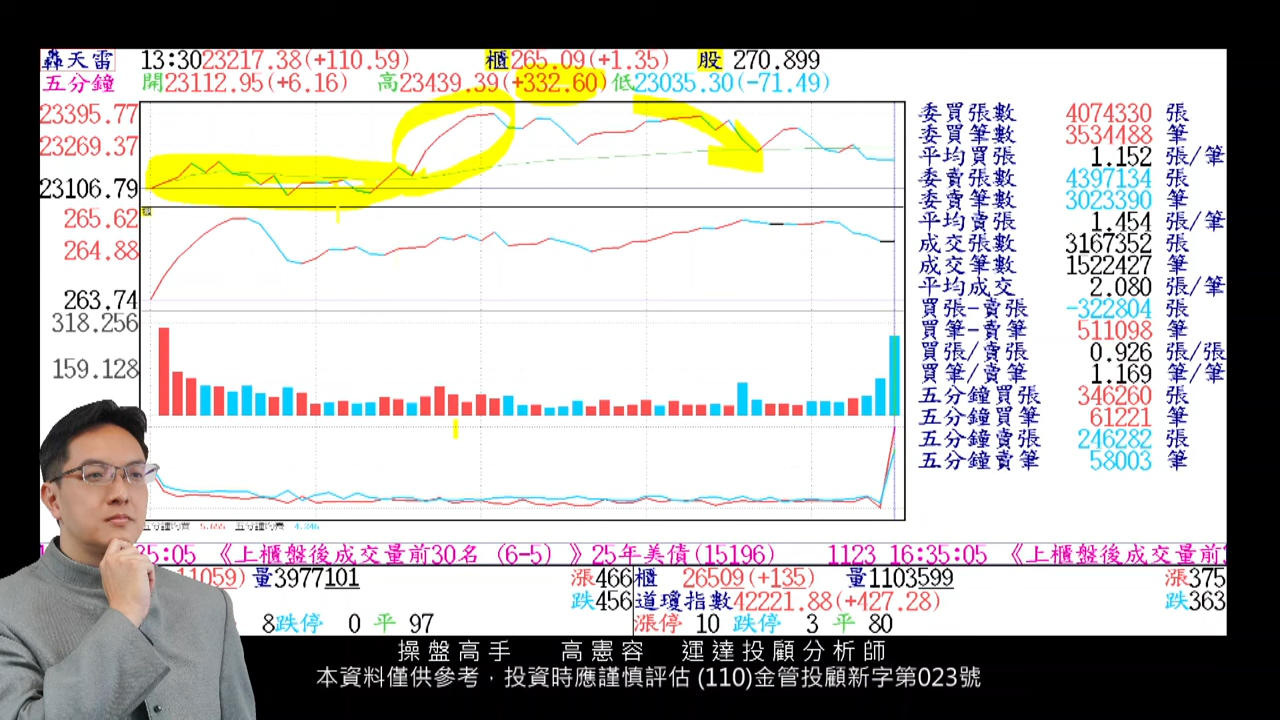 轟天雷 13:30 23217.38(+110.59) 櫃 265.09(+1.35) 股 270.899
五分鐘 開23112.95(+6.16) 高23439.39(+332.60) 低23035.30(-71.49)
23395.77
23269.37
23106.79
265.62
264.88
263.74
318.256
159.128
委買張數 4074330 張
委買筆數 3534488 筆
平均買張 1.152 張/筆
委賣張數 4397134 張
委賣筆數 3023390 筆
平均賣張 1.454 張/筆
成交張數 3167352 張
成交筆數 1522427 筆
平均成交 2.080 張/筆
買張-賣張 -322804 張
買筆-賣筆 511098 筆
買張/賣張 0.926 張/張
買筆/賣筆 1.169 筆/筆
五分鐘買張 346260 張
五分鐘買筆 61221 筆
五分鐘賣張 246282 張
五分鐘賣筆 58003 筆
35:05 《上櫃盤後成交量前30名 (6-5) 》25年美債(15196) 1123 16:35:05 《上櫃盤後成交量前
11059) 量3977101 漲466 櫃 26509(+135) 量1103599 漲375
跌456 道瓊指數42221.88(+427.28) 跌363
8跌停 0 平 97 漲停 10 跌停 3 平 80
操盤高手 高憲容 運達投顧分析師
本資料僅供參考，投資時應謹慎評估 (110)金管投顧新字第023號